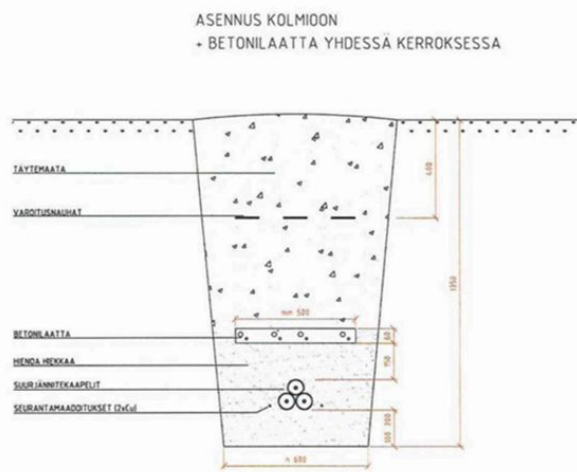 ASENNUS KOLMIOON
+ BETONILAATTA YHDESSÄ KERROKSESSA
TÄYTEMAATA
400
VAROITUSNAUHAT
1350
min 500
BETONILAATTA
60
HIENOA HIEKKAA
150
SUURJÄNNITEKAAPELIT
SEURANTAMAADOITUKSET (2xCu)
200
100
n 600